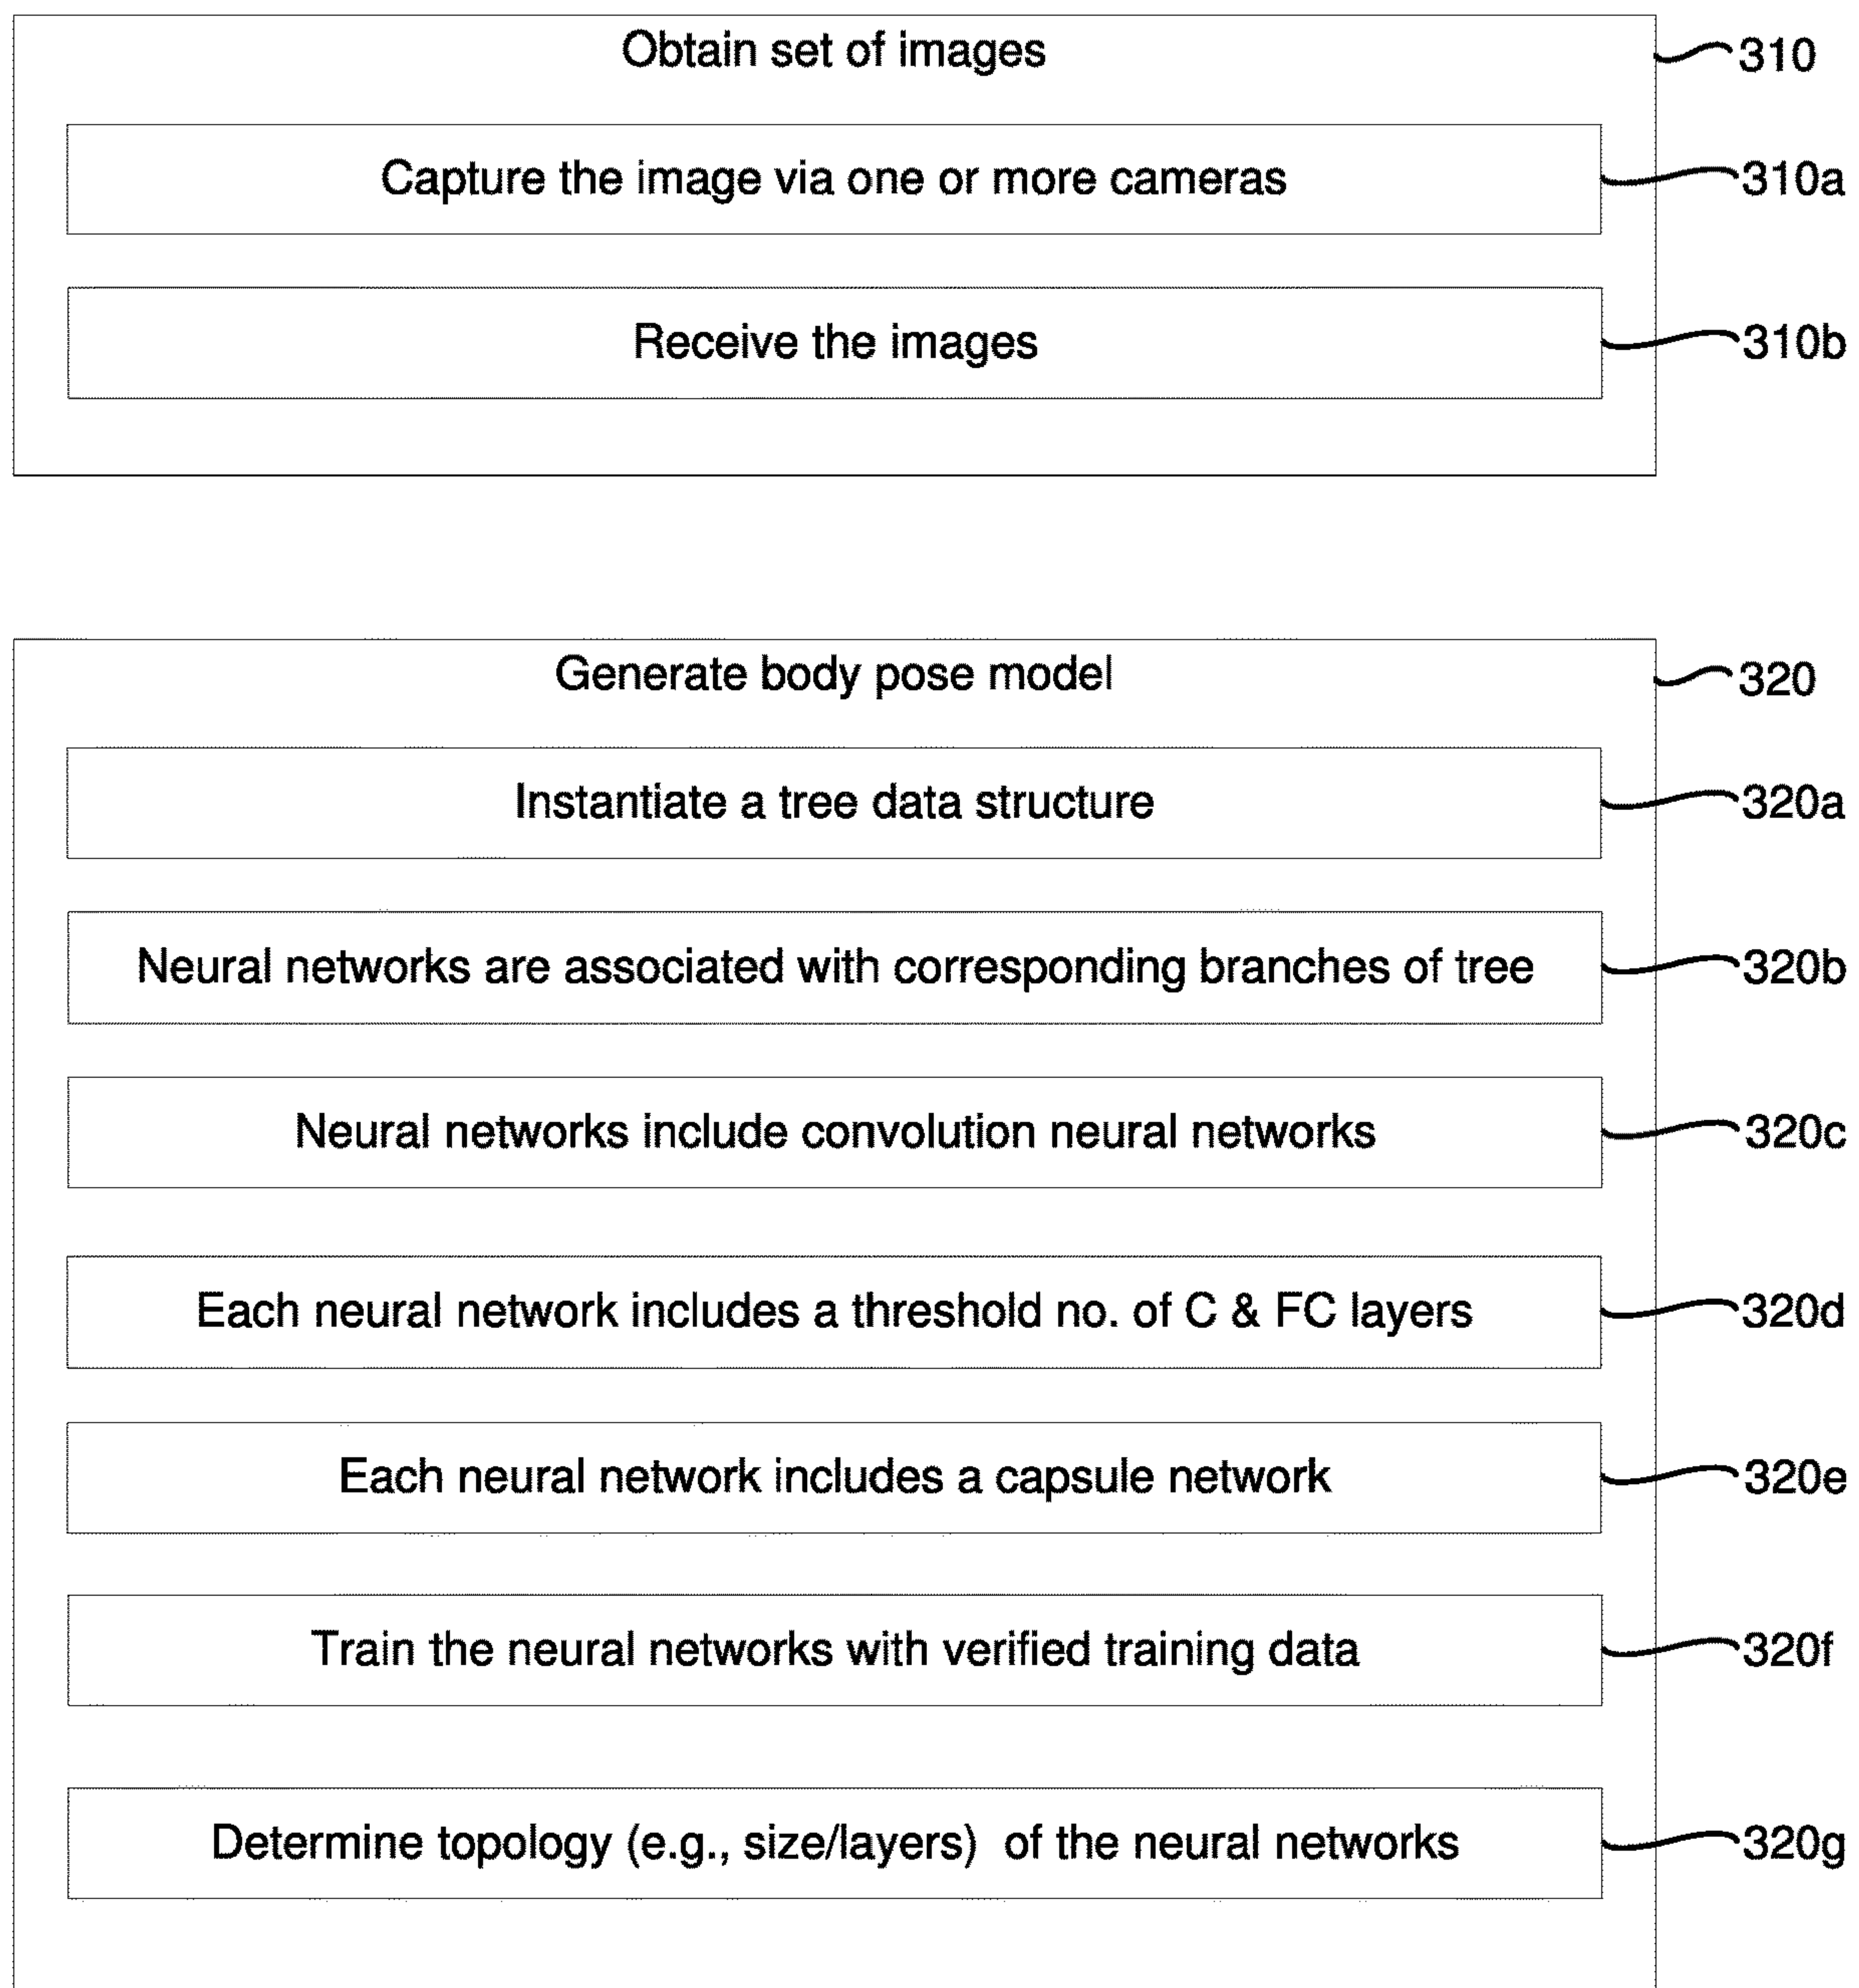 Obtain set of images 310
Capture the image via one or more cameras 310a
Receive the images 310b
Generate body pose model 320
Instantiate a tree data structure 320a
Neural networks are associated with corresponding branches of tree 320b
Neural networks include convolution neural networks 320c
Each neural network includes a threshold no. of C & FC layers 320d
Each neural network includes a capsule network 320e
Train the neural networks with verified training data 320f
Determine topology (e.g., size/layers) of the neural networks 320g